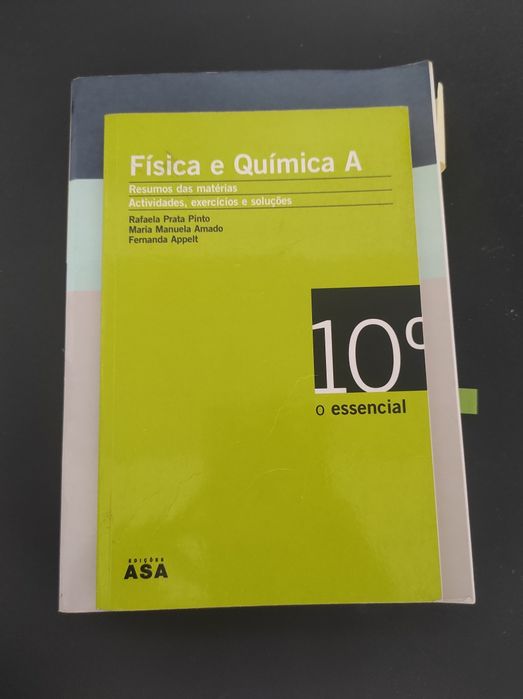 Física e Química A
Resumos das matérias
Actividades, exercícios e soluções
Rafaela Prata Pinto
Maria Manuela Amado
Fernanda Appelt
10º
o essencial
EDIÇÕES
ASA